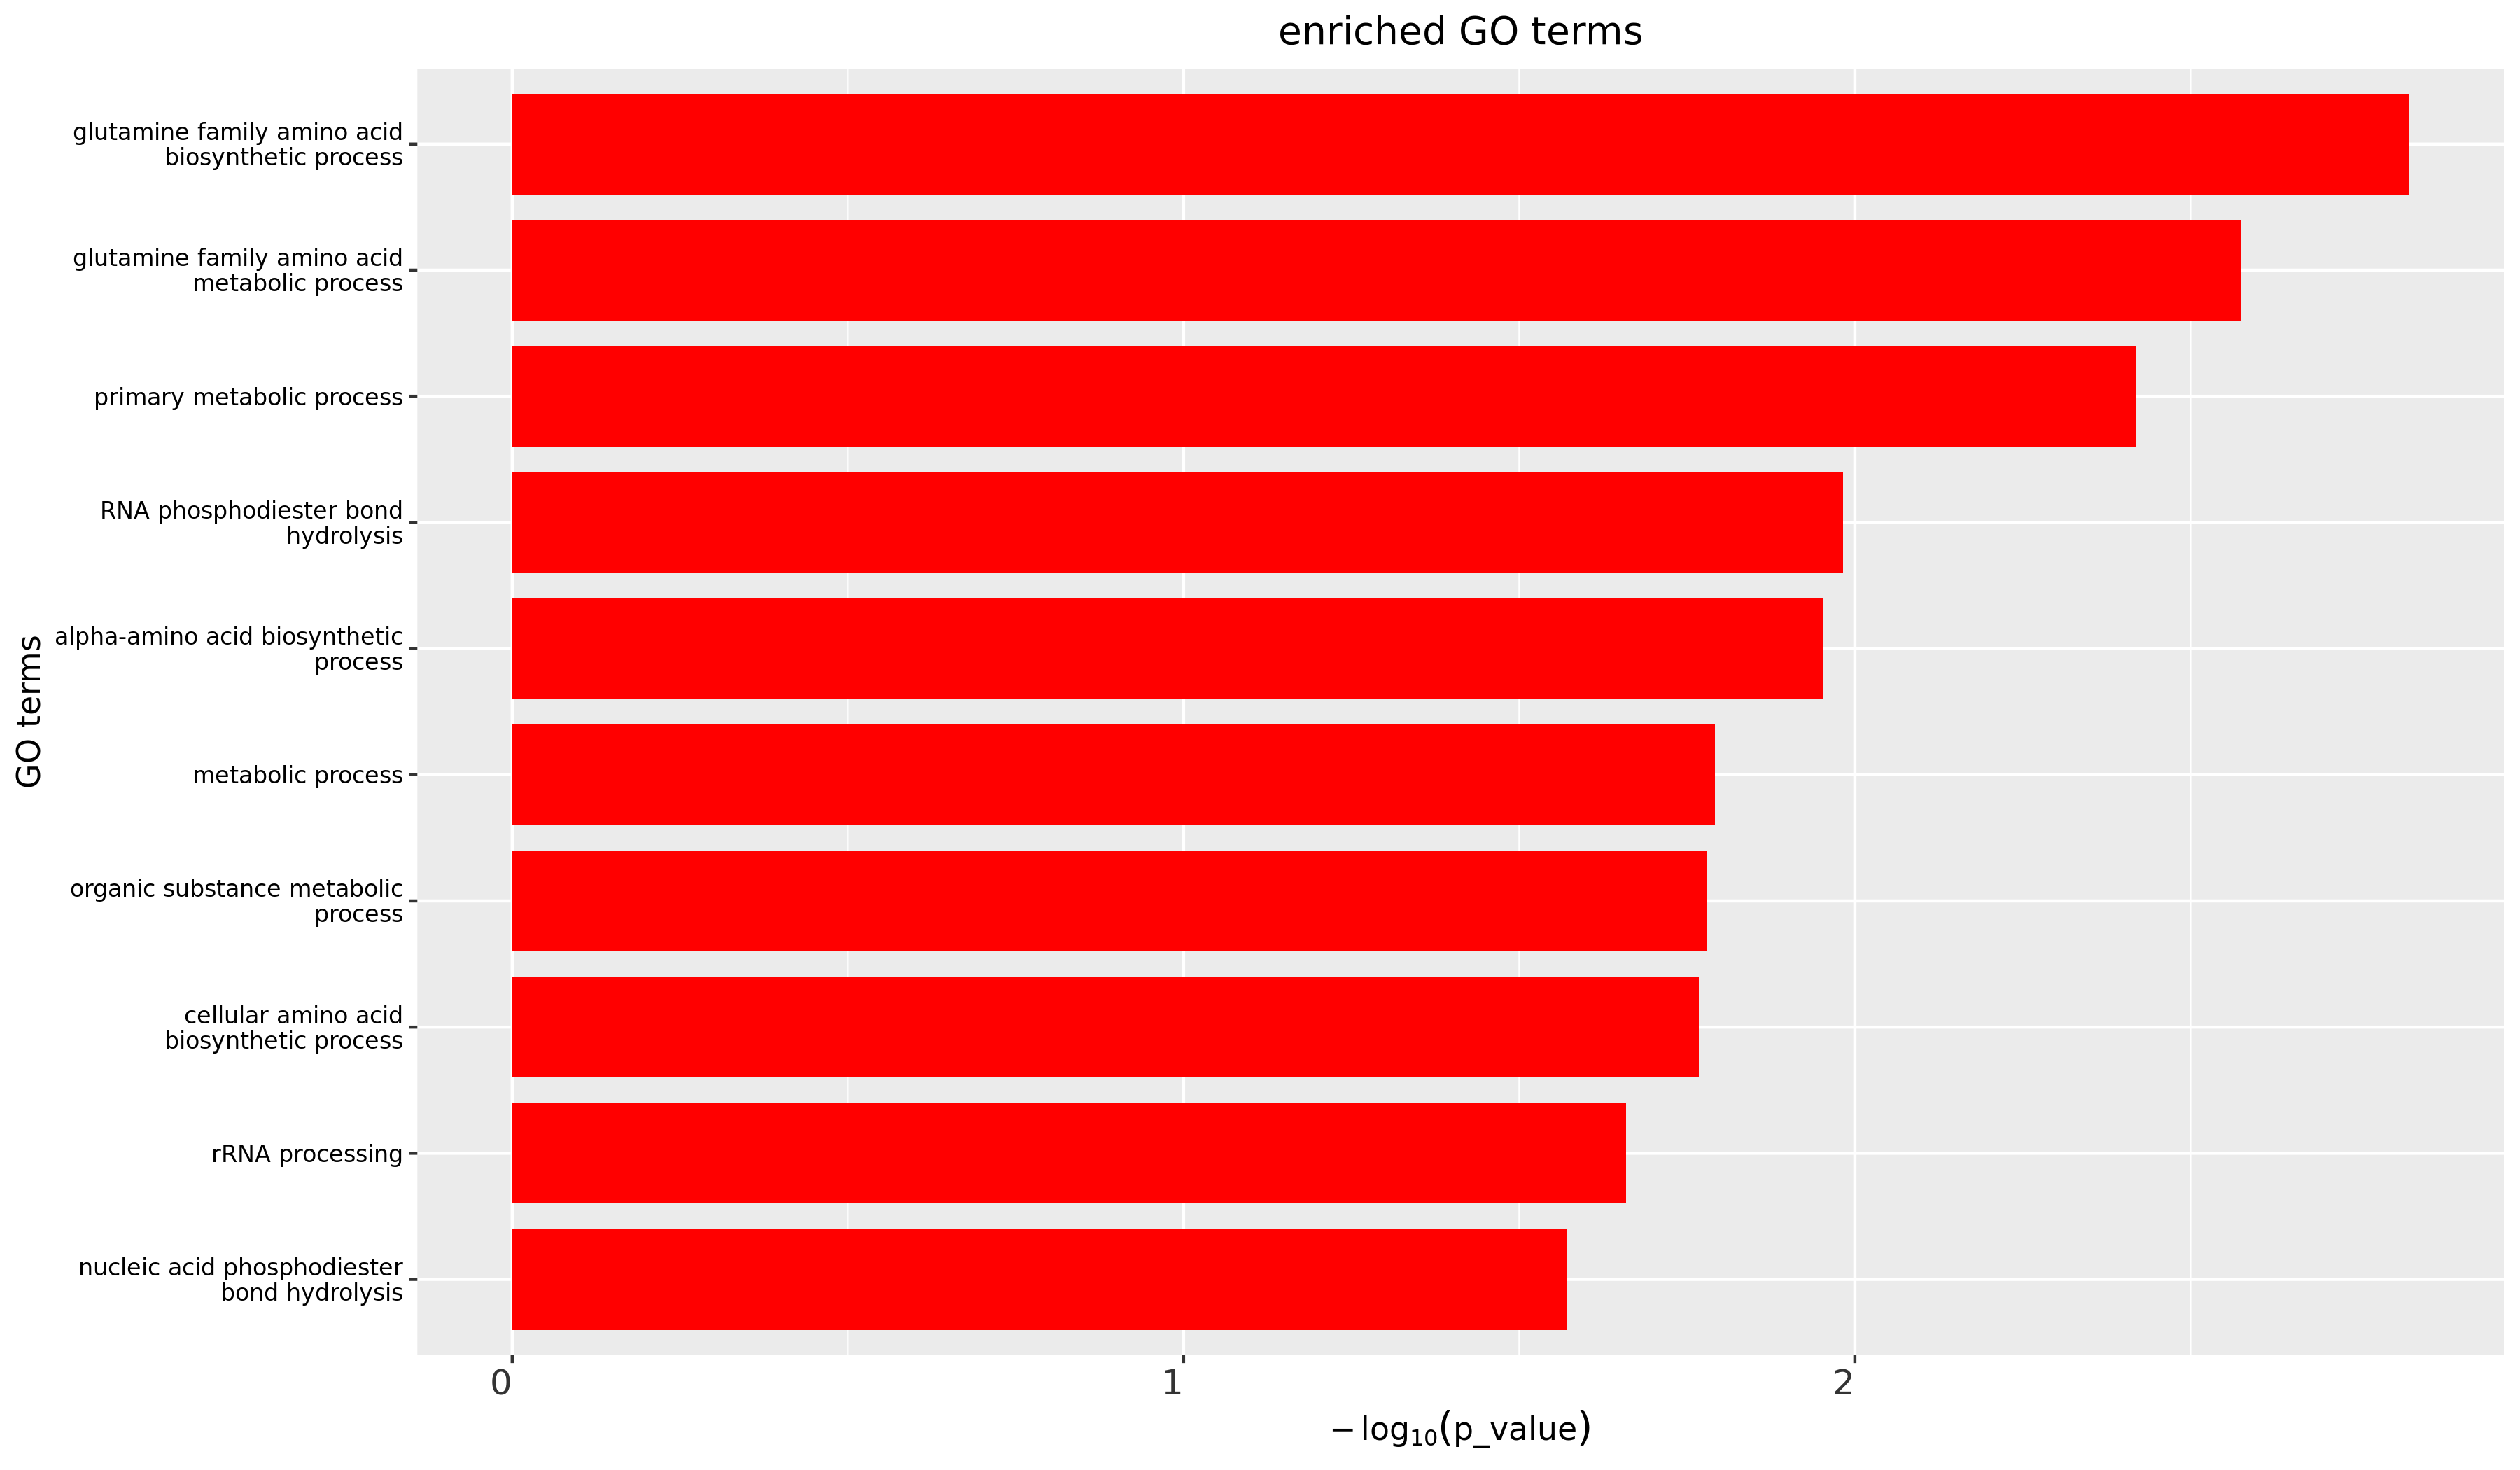 enriched GO terms
glutamine family amino acid
biosynthetic process
glutamine family amino acid
metabolic process
primary metabolic process
RNA phosphodiester bond
hydrolysis
alpha-amino acid biosynthetic
process
metabolic process
organic substance metabolic
process
cellular amino acid
biosynthetic process
rRNA processing
nucleic acid phosphodiester
bond hydrolysis
GO terms
0 1 2
−log₁₀(p_value)